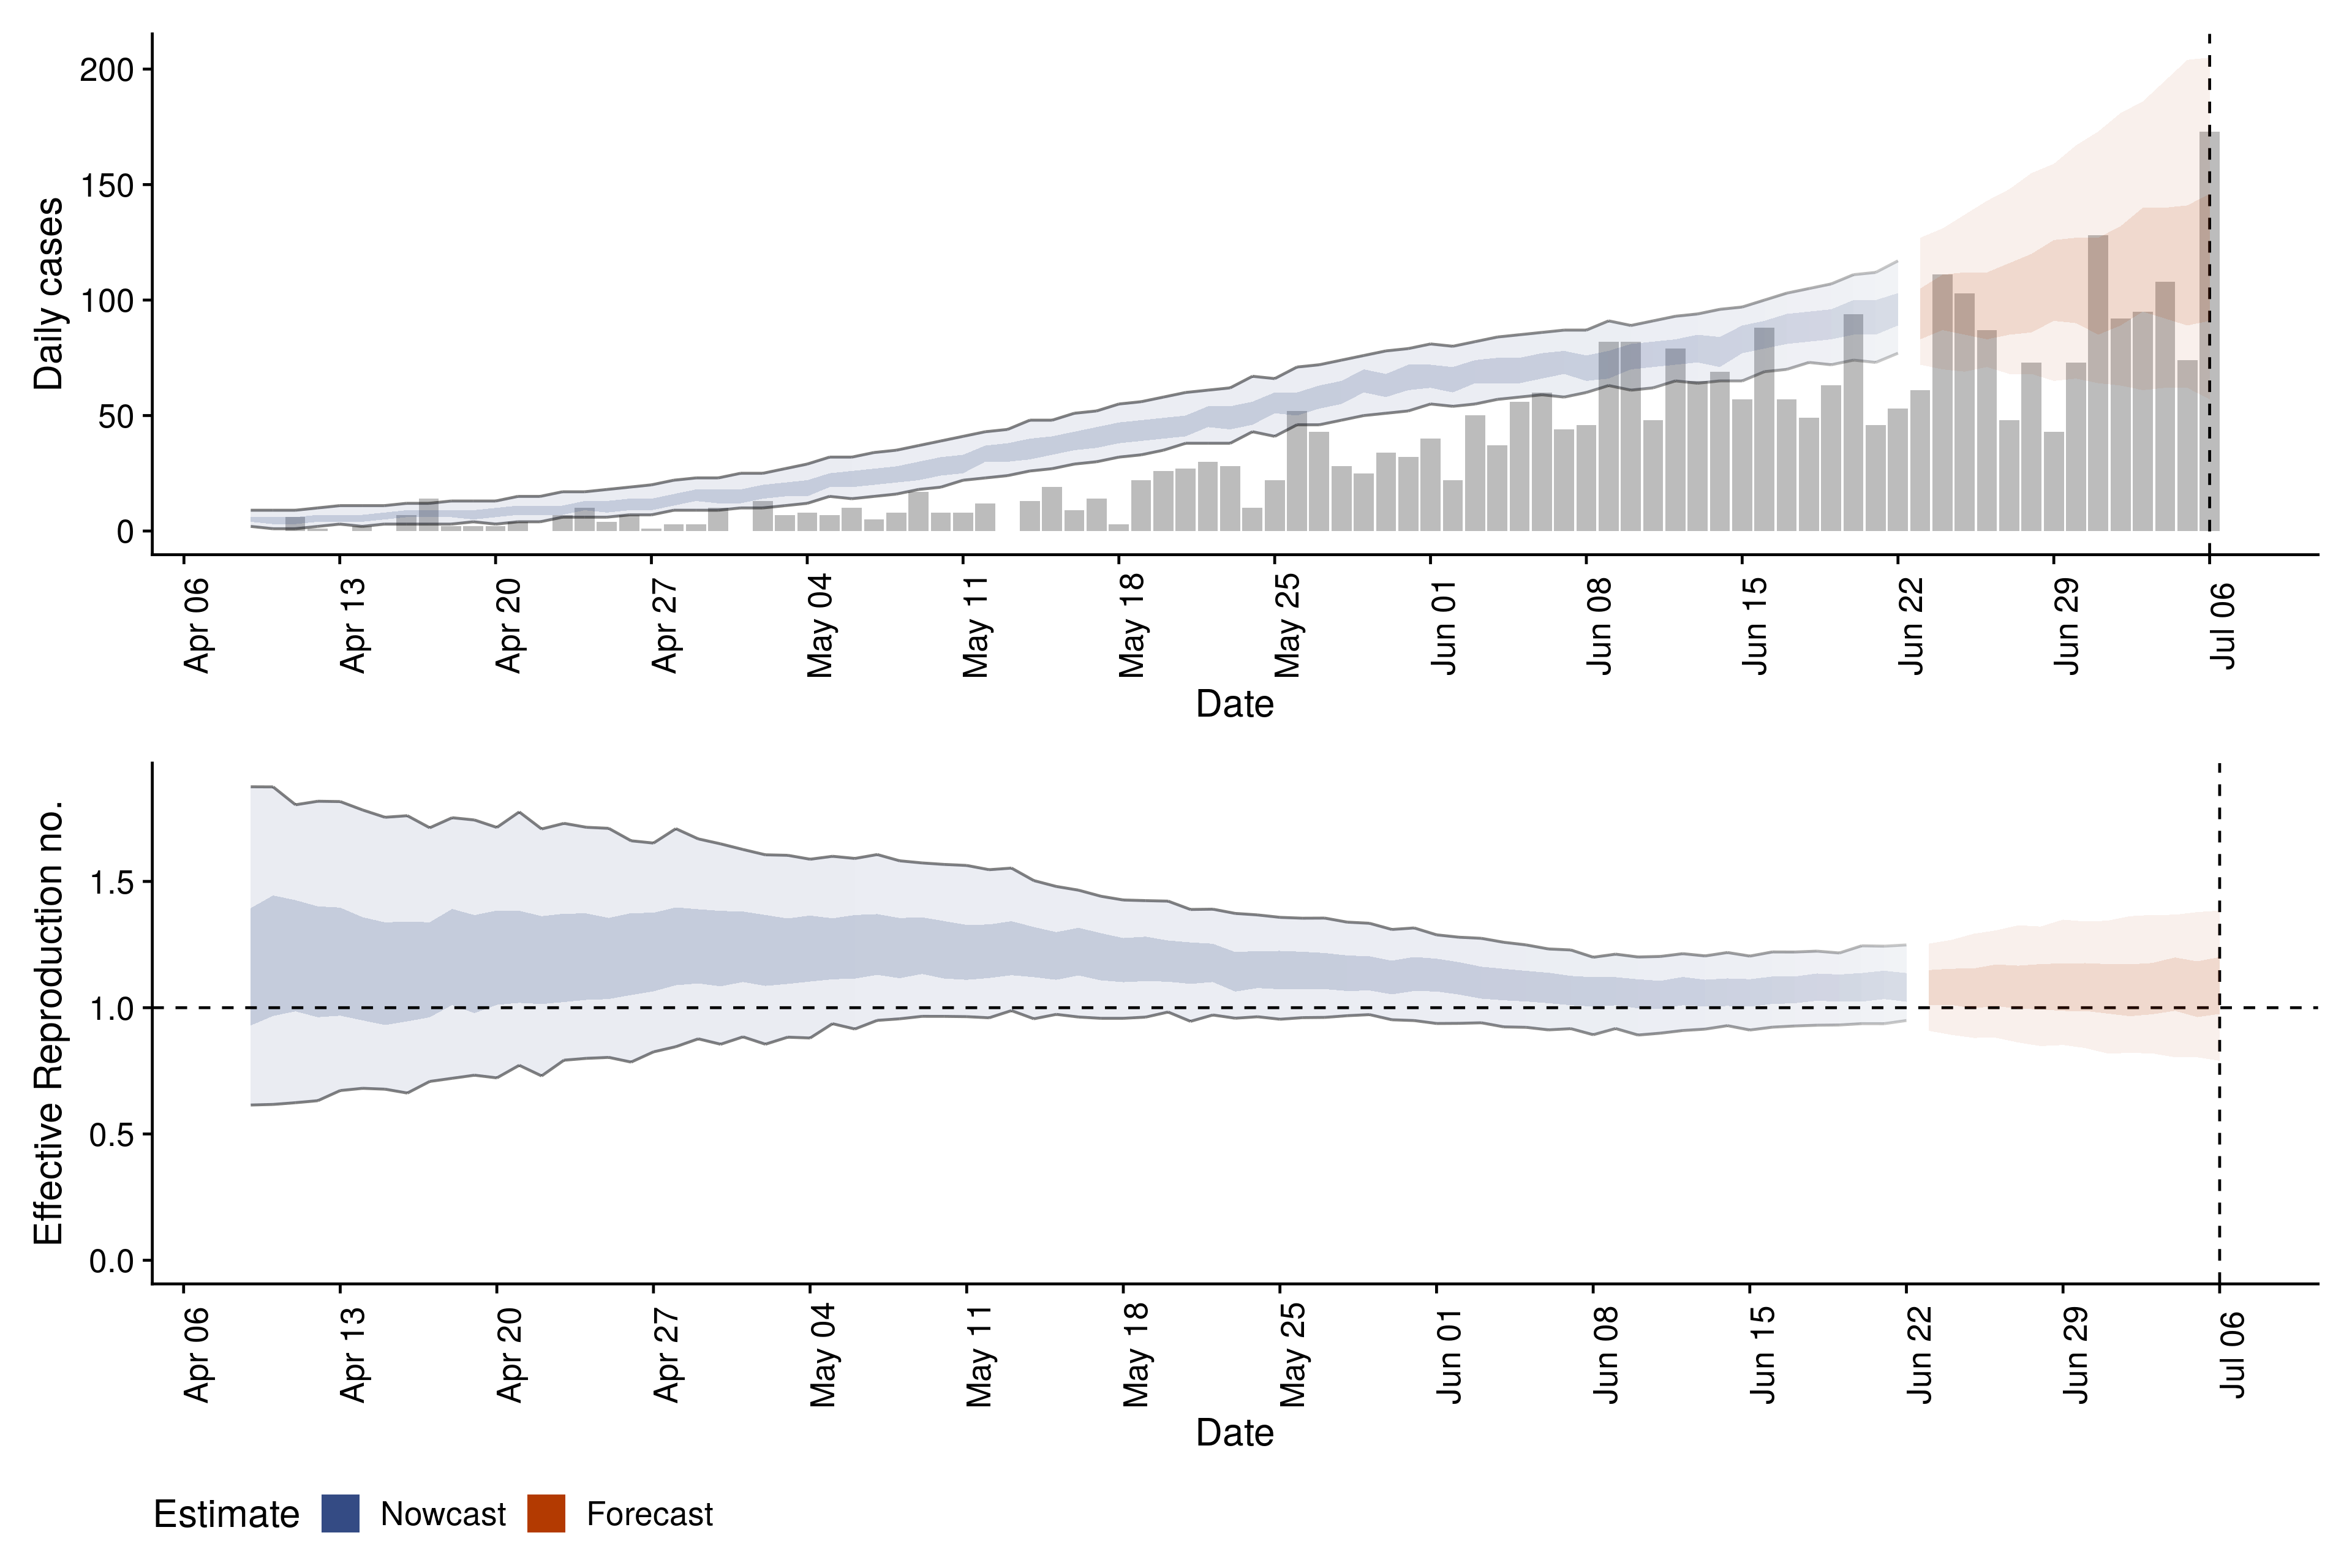 Daily cases
200
150
100
50
0
Apr 06
Apr 13
Apr 20
Apr 27
May 04
May 11
May 18
May 25
Jun 01
Jun 08
Jun 15
Jun 22
Jun 29
Jul 06
Date
Effective Reproduction no.
1.5
1.0
0.5
0.0
Apr 06
Apr 13
Apr 20
Apr 27
May 04
May 11
May 18
May 25
Jun 01
Jun 08
Jun 15
Jun 22
Jun 29
Jul 06
Date
Estimate Nowcast Forecast